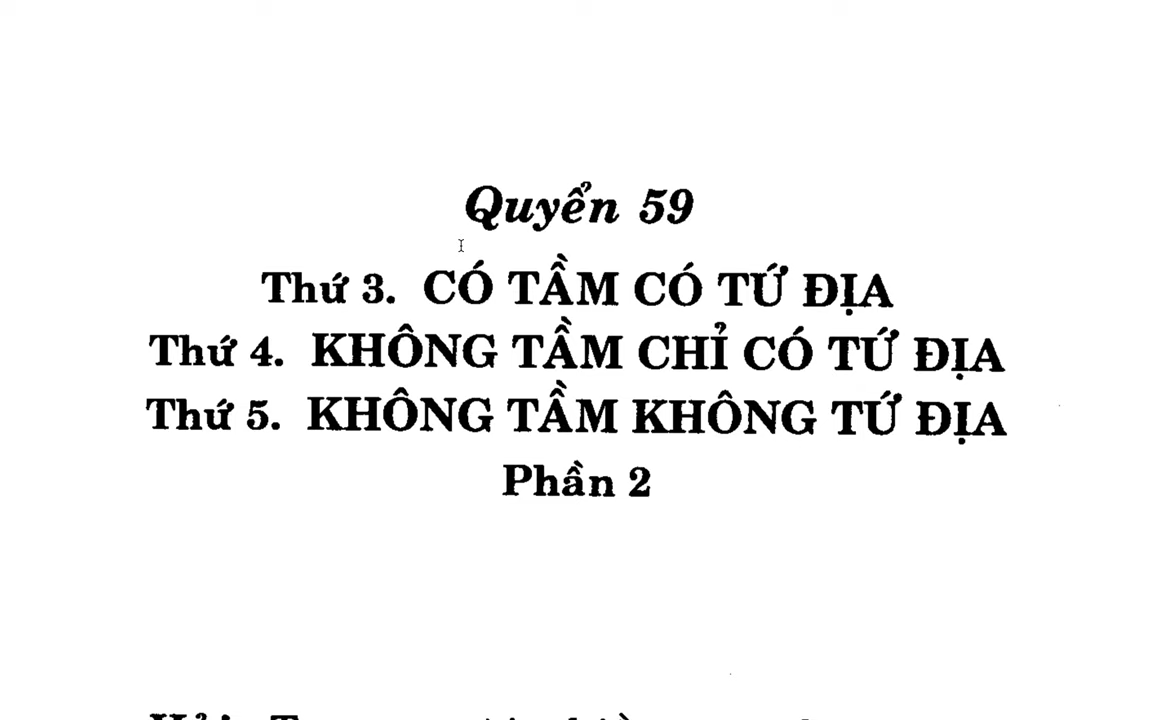 Quyển 59
Thứ 3. CÓ TẦM CÓ TỨ ĐỊA
Thứ 4. KHÔNG TẦM CHỈ CÓ TỨ ĐỊA
Thứ 5. KHÔNG TẦM KHÔNG TỨ ĐỊA
Phần 2